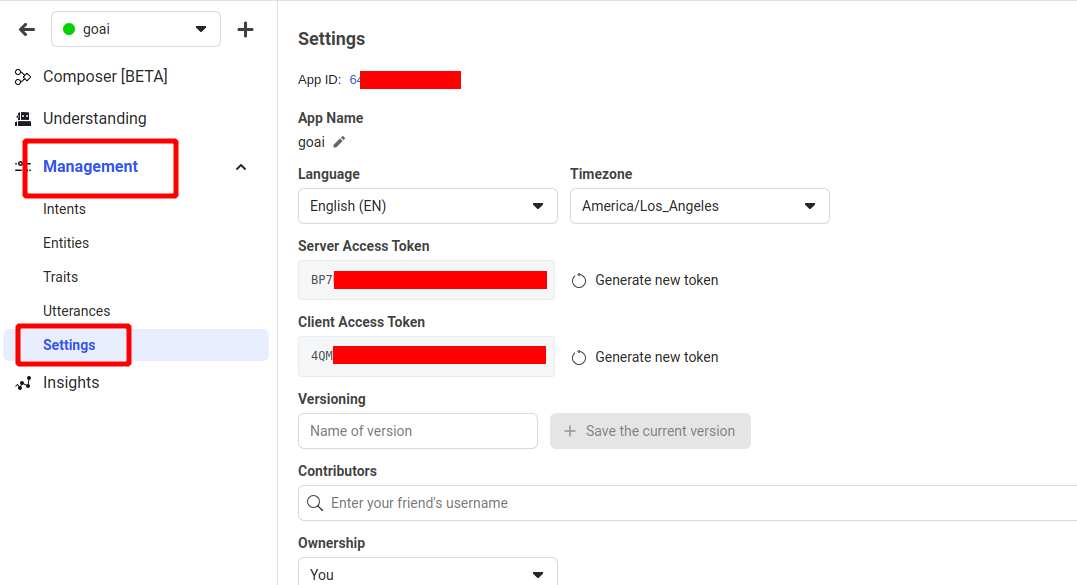 goai
Composer [BETA]
Understanding
Management
Intents
Entities
Traits
Utterances
Settings
Insights
Settings
App ID: 64
App Name
goai
Language
Timezone
English (EN)
America/Los_Angeles
Server Access Token
BP7
Generate new token
Client Access Token
4QM
Generate new token
Versioning
Name of version
+ Save the current version
Contributors
Enter your friend's username
Ownership
You